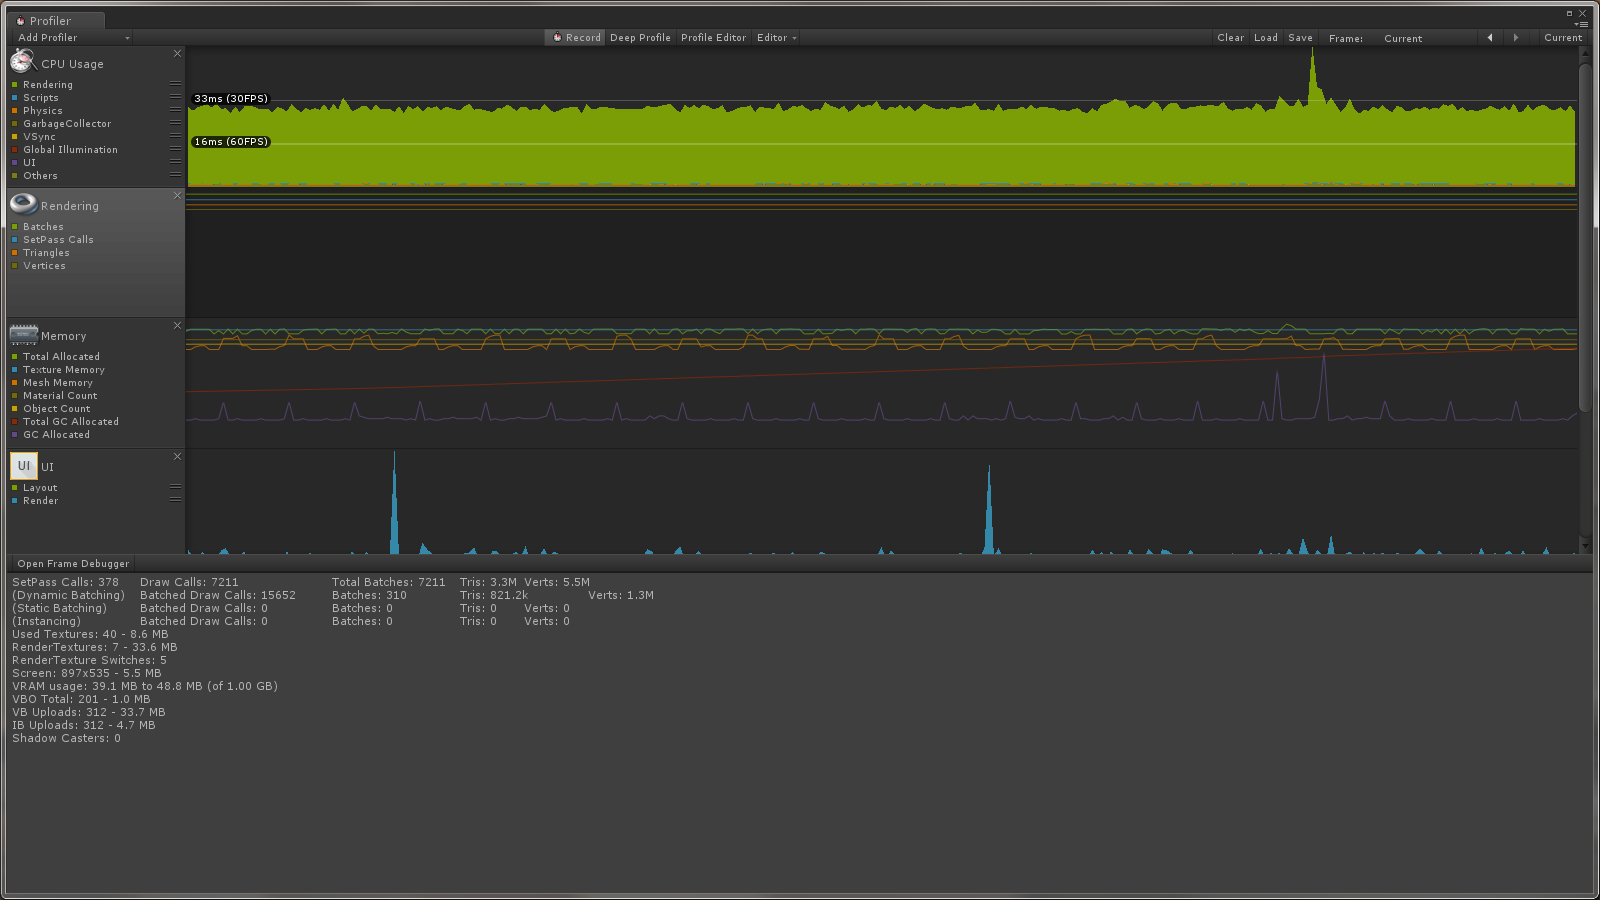 Profiler
Add Profiler Record Deep Profile Profile Editor Editor Clear Load Save Frame: Current Current
CPU Usage
Rendering
Scripts
Physics
GarbageCollector
VSync
Global Illumination
UI
Others
33ms (30FPS)
16ms (60FPS)
Rendering
Batches
SetPass Calls
Triangles
Vertices
Memory
Total Allocated
Texture Memory
Mesh Memory
Material Count
Object Count
Total GC Allocated
GC Allocated
UI UI
Layout
Render
Open Frame Debugger
SetPass Calls: 378 Draw Calls: 7211 Total Batches: 7211 Tris: 3.3M Verts: 5.5M
(Dynamic Batching) Batched Draw Calls: 15652 Batches: 310 Tris: 821.2k Verts: 1.3M
(Static Batching) Batched Draw Calls: 0 Batches: 0 Tris: 0 Verts: 0
(Instancing) Batched Draw Calls: 0 Batches: 0 Tris: 0 Verts: 0
Used Textures: 40 - 8.6 MB
RenderTextures: 7 - 33.6 MB
RenderTexture Switches: 5
Screen: 897x535 - 5.5 MB
VRAM usage: 39.1 MB to 48.8 MB (of 1.00 GB)
VBO Total: 201 - 1.0 MB
VB Uploads: 312 - 33.7 MB
IB Uploads: 312 - 4.7 MB
Shadow Casters: 0